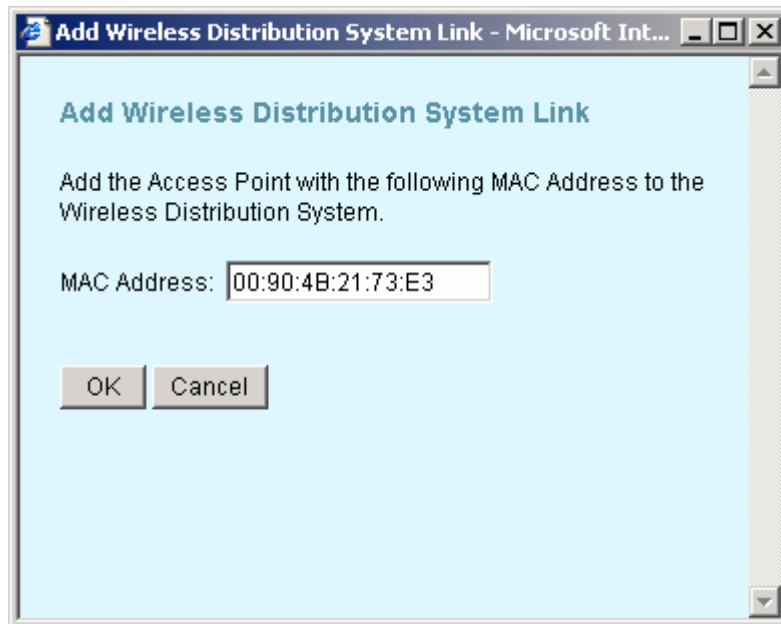 Add Wireless Distribution System Link - Microsoft Int...
Add Wireless Distribution System Link
Add the Access Point with the following MAC Address to the
Wireless Distribution System.
MAC Address: 00:90:4B:21:73:E3
OK Cancel